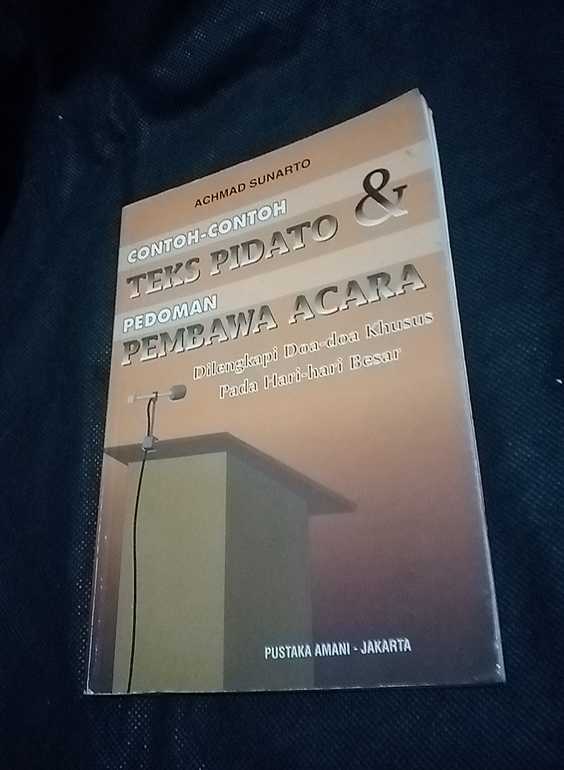 ACHMAD SUNARTO
CONTOH-CONTOH
TEKS PIDATO &
PEDOMAN
PEMBAWA ACARA
Dilengkapi Doa-doa Khusus
Pada Hari-hari Besar
PUSTAKA AMANI - JAKARTA